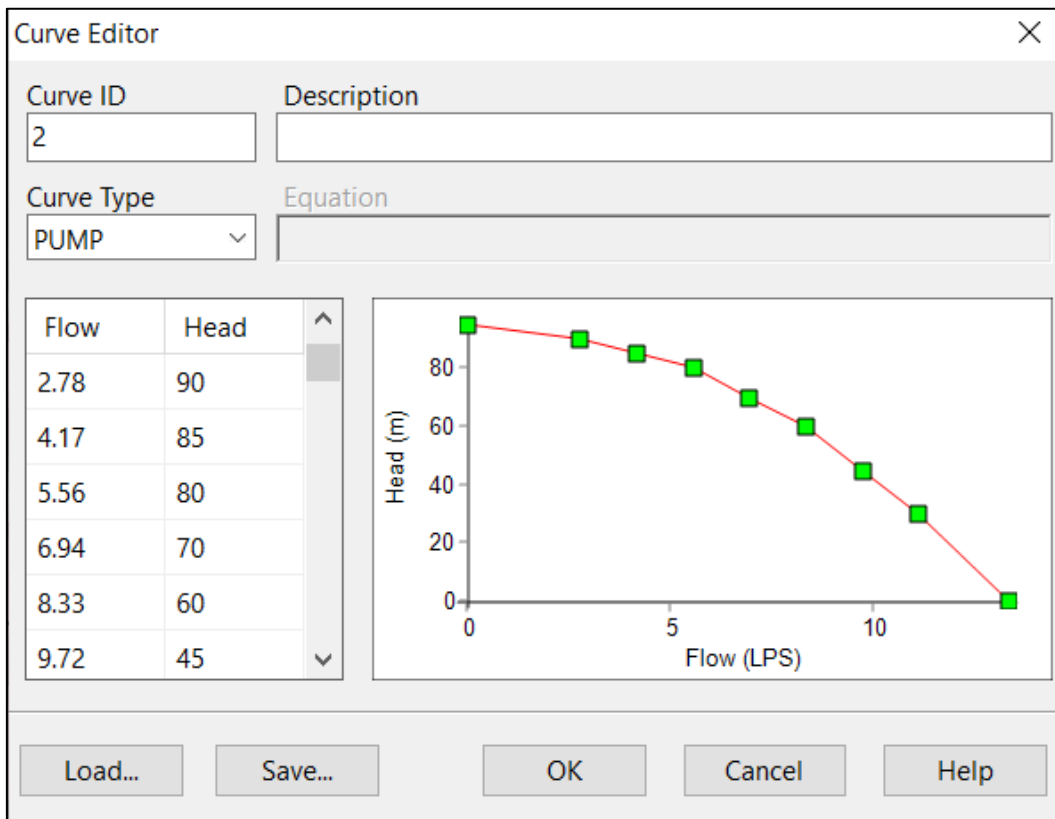 Curve Editor
Curve ID Description
2
Curve Type Equation
PUMP
Flow Head
2.78 90
4.17 85
5.56 80
6.94 70
8.33 60
9.72 45
Head (m)
80
60
40
20
0
0 5 10
Flow (LPS)
Load... Save... OK Cancel Help